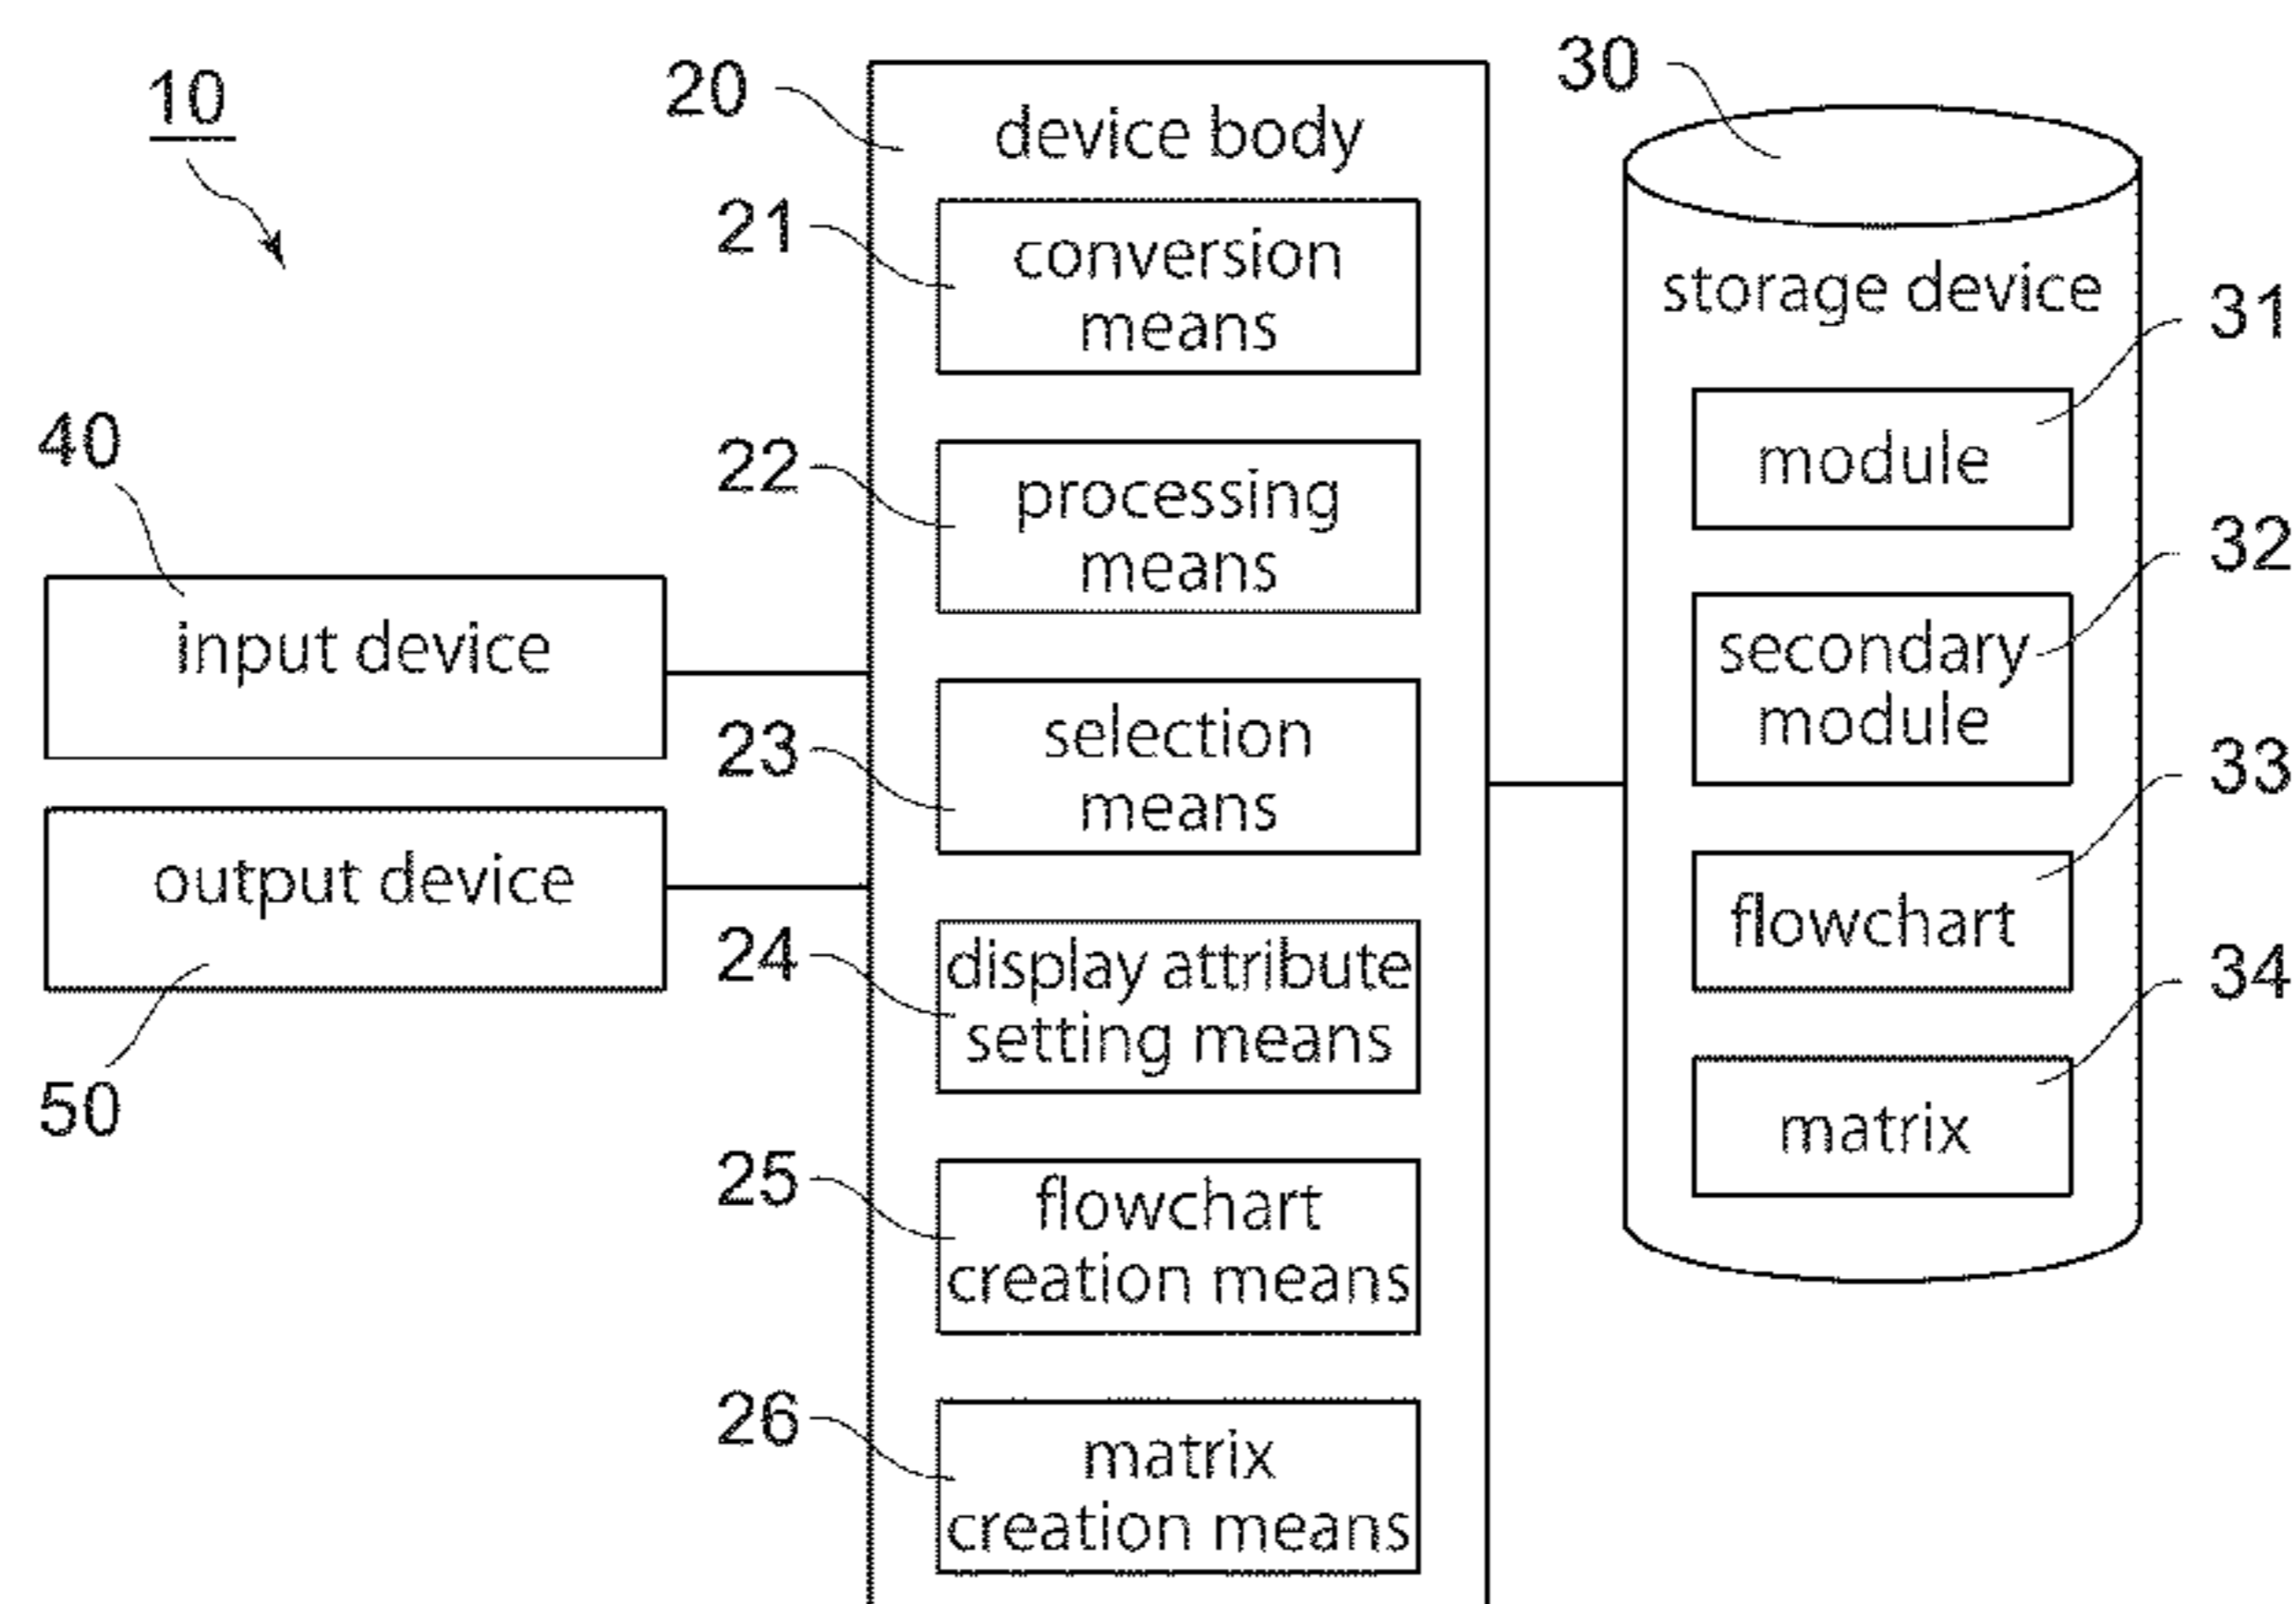 10
20
device body
21
conversion
means
22
processing
means
23
selection
means
24
display attribute
setting means
25
flowchart
creation means
26
matrix
creation means
40
input device
output device
50
30
storage device
31
module
32
secondary
module
33
flowchart
34
matrix